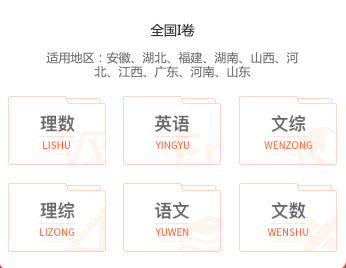 全国I卷
适用地区：安徽、湖北、福建、湖南、山西、河
北、江西、广东、河南、山东
理数
LISHU
英语
YINGYU
文综
WENZONG
理综
LIZONG
语文
YUWEN
文数
WENSHU